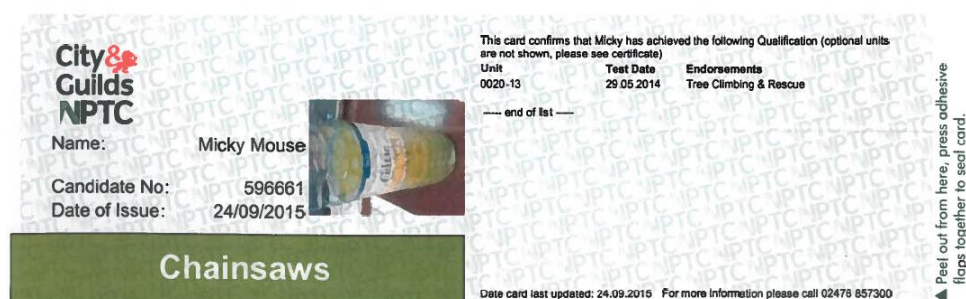 City&
Guilds
NPTC
Name: Micky Mouse
Candidate No: 596661
Date of Issue: 24/09/2015
Chainsaws
This card confirms that Micky has achieved the following Qualification (optional units
are not shown, please see certificate)
Unit Test Date Endorsements
0020-13 29.05.2014 Tree Climbing & Rescue
---- end of list ----
Date card last updated: 24.09.2015 For more information please call 02476 857300
▲ Peel out from here, press adhesive
flaps together to seal card.